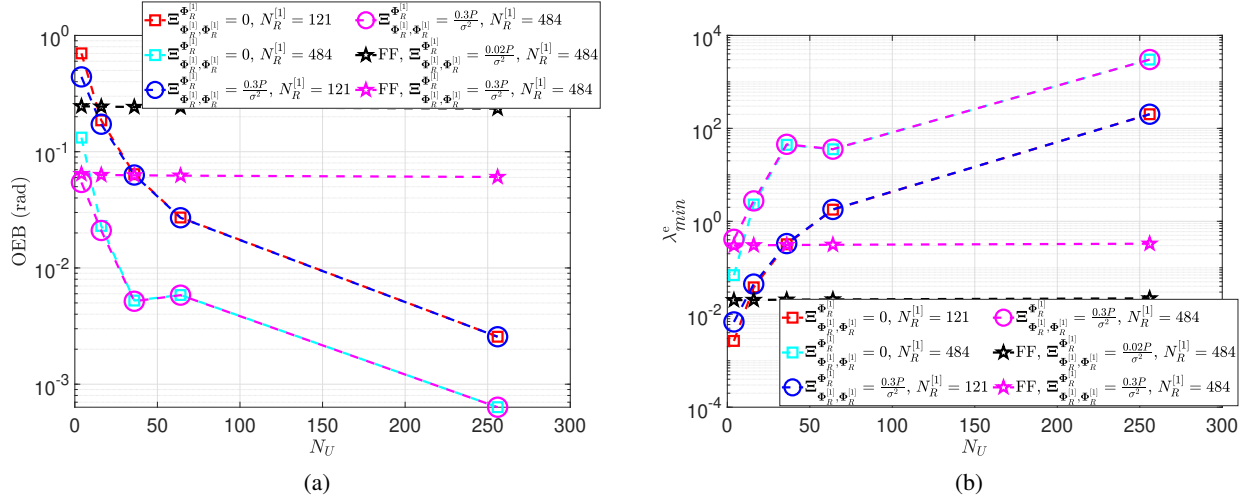 Ξ^{Φ_R^{[1]}}_{Φ_R^{[1]},Φ_R^{[1]}} = 0, N_R^{[1]} = 121
Ξ^{Φ_R^{[1]}}_{Φ_R^{[1]},Φ_R^{[1]}} = 0, N_R^{[1]} = 484
Ξ^{Φ_R^{[1]}}_{Φ_R^{[1]},Φ_R^{[1]}} = 0.3P/σ², N_R^{[1]} = 121
Ξ^{Φ_R^{[1]}}_{Φ_R^{[1]},Φ_R^{[1]}} = 0.3P/σ², N_R^{[1]} = 484
FF, Ξ^{Φ_R^{[1]}}_{Φ_R^{[1]},Φ_R^{[1]}} = 0.02P/σ², N_R^{[1]} = 484
FF, Ξ^{Φ_R^{[1]}}_{Φ_R^{[1]},Φ_R^{[1]}} = 0.3P/σ², N_R^{[1]} = 484
OEB (rad)
10^0
10^{-1}
10^{-2}
10^{-3}
0 50 100 150 200 250 300
N_U
(a)
λ^e_{min}
10^4
10^2
10^0
10^{-2}
10^{-4}
Ξ^{Φ_R^{[1]}}_{Φ_R^{[1]},Φ_R^{[1]}} = 0, N_R^{[1]} = 121
Ξ^{Φ_R^{[1]}}_{Φ_R^{[1]},Φ_R^{[1]}} = 0, N_R^{[1]} = 484
Ξ^{Φ_R^{[1]}}_{Φ_R^{[1]},Φ_R^{[1]}} = 0.3P/σ², N_R^{[1]} = 121
Ξ^{Φ_R^{[1]}}_{Φ_R^{[1]},Φ_R^{[1]}} = 0.3P/σ², N_R^{[1]} = 484
FF, Ξ^{Φ_R^{[1]}}_{Φ_R^{[1]},Φ_R^{[1]}} = 0.02P/σ², N_R^{[1]} = 484
FF, Ξ^{Φ_R^{[1]}}_{Φ_R^{[1]},Φ_R^{[1]}} = 0.3P/σ², N_R^{[1]} = 484
0 50 100 150 200 250 300
N_U
(b)